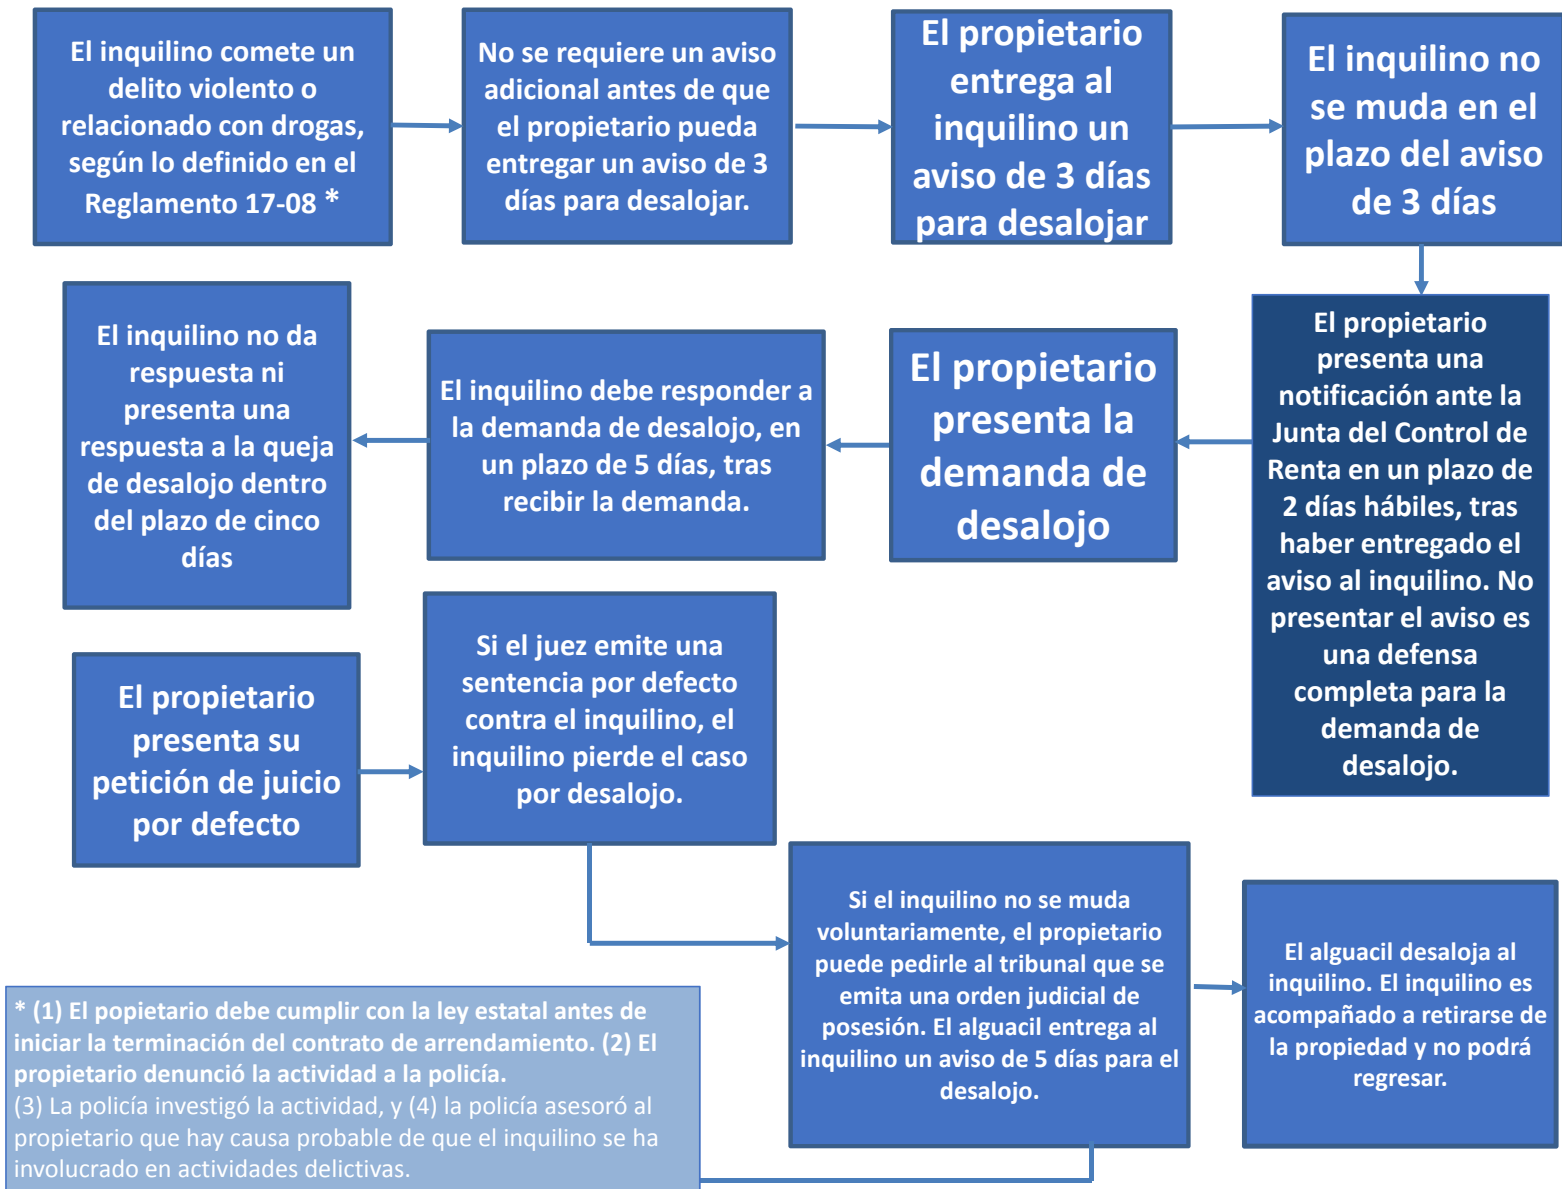 El inquilino comete un
delito violento o
relacionado con drogas,
según lo definido en el
Reglamento 17-08 *
No se requiere un aviso
adicional antes de que
el propietario pueda
entregar un aviso de 3
días para desalojar.
El propietario
entrega al
inquilino un
aviso de 3 días
para desalojar
El inquilino no
se muda en el
plazo del aviso
de 3 días
El propietario
presenta una
notificación ante la
Junta del Control de
Renta en un plazo de
2 días hábiles, tras
haber entregado el
aviso al inquilino. No
presentar el aviso es
una defensa
completa para la
demanda de
desalojo.
El propietario
presenta la
demanda de
desalojo
El inquilino debe responder a
la demanda de desalojo, en
un plazo de 5 días, tras
recibir la demanda.
El inquilino no da
respuesta ni
presenta una
respuesta a la queja
de desalojo dentro
del plazo de cinco
días
El propietario
presenta su
petición de juicio
por defecto
Si el juez emite una
sentencia por defecto
contra el inquilino, el
inquilino pierde el caso
por desalojo.
Si el inquilino no se muda
voluntariamente, el propietario
puede pedirle al tribunal que se
emita una orden judicial de
posesión. El alguacil entrega al
inquilino un aviso de 5 días para el
desalojo.
El alguacil desaloja al
inquilino. El inquilino es
acompañado a retirarse de
la propiedad y no podrá
regresar.
* (1) El popietario debe cumplir con la ley estatal antes de
iniciar la terminación del contrato de arrendamiento. (2) El
propietario denunció la actividad a la policía.
(3) La policía investigó la actividad, y (4) la policía asesoró al
propietario que hay causa probable de que el inquilino se ha
involucrado en actividades delictivas.